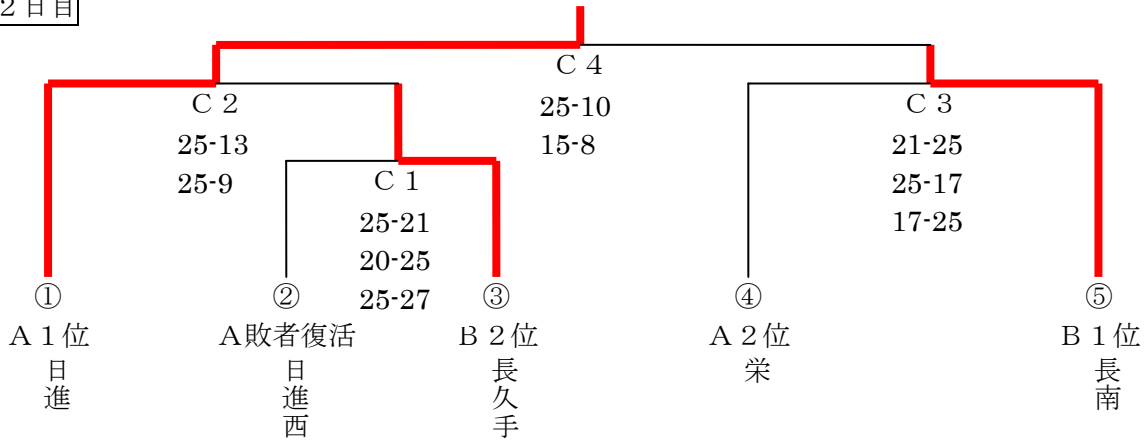 ２日目
Ｃ４
25-10
15-8
Ｃ２
25-13
25-9
Ｃ３
21-25
25-17
17-25
Ｃ１
25-21
20-25
25-27
①
②
③
④
⑤
Ａ１位
Ａ敗者復活
Ｂ２位
Ａ２位
Ｂ１位
日進
日進西
長久手
栄
長南